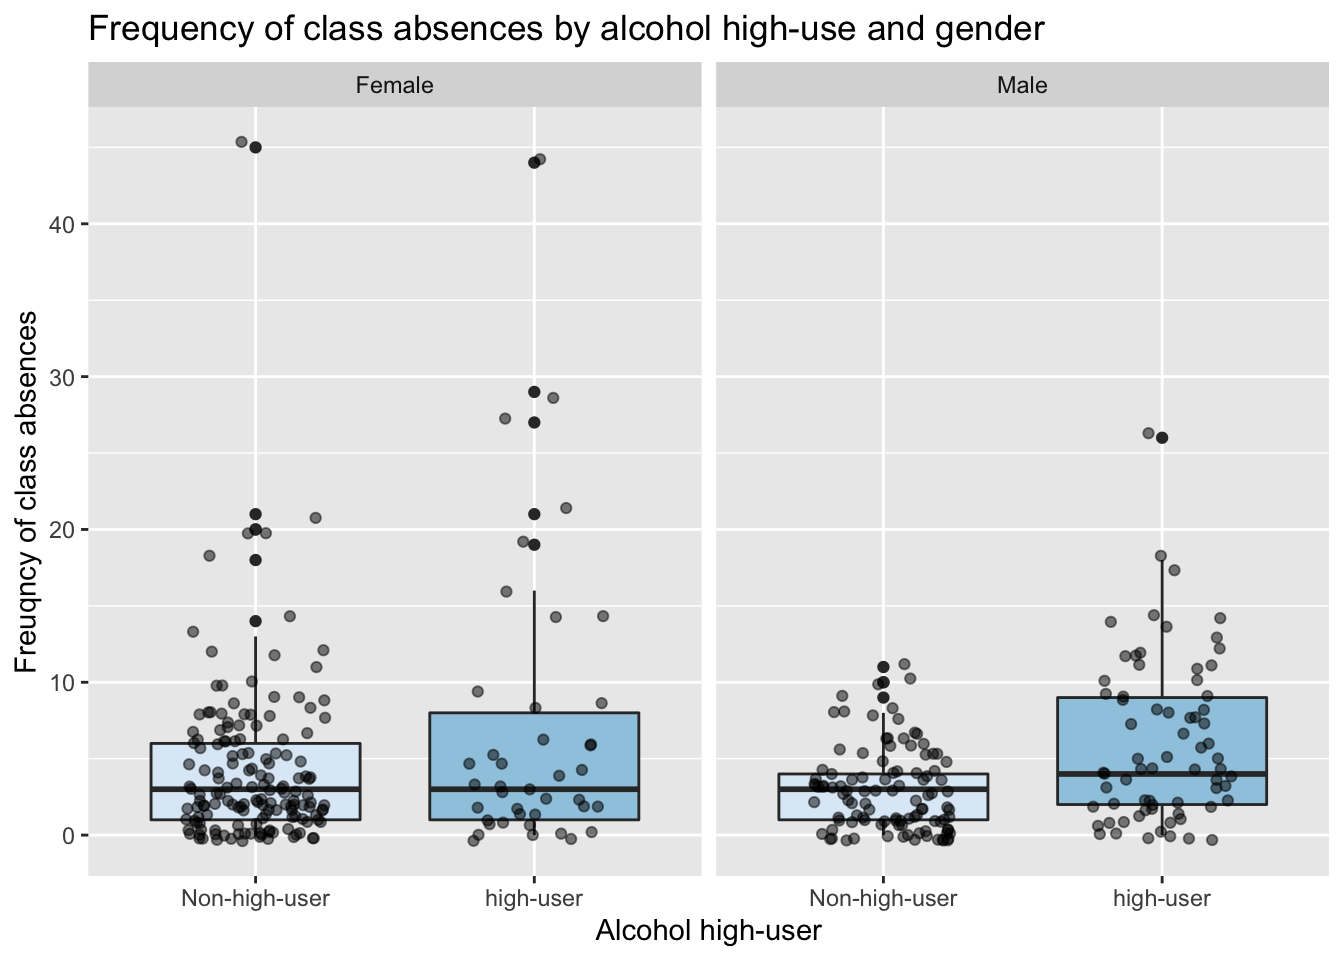 Frequency of class absences by alcohol high-use and gender
Female
Male
Freuqncy of class absences
40
30
20
10
0
Non-high-user
high-user
Non-high-user
high-user
Alcohol high-user